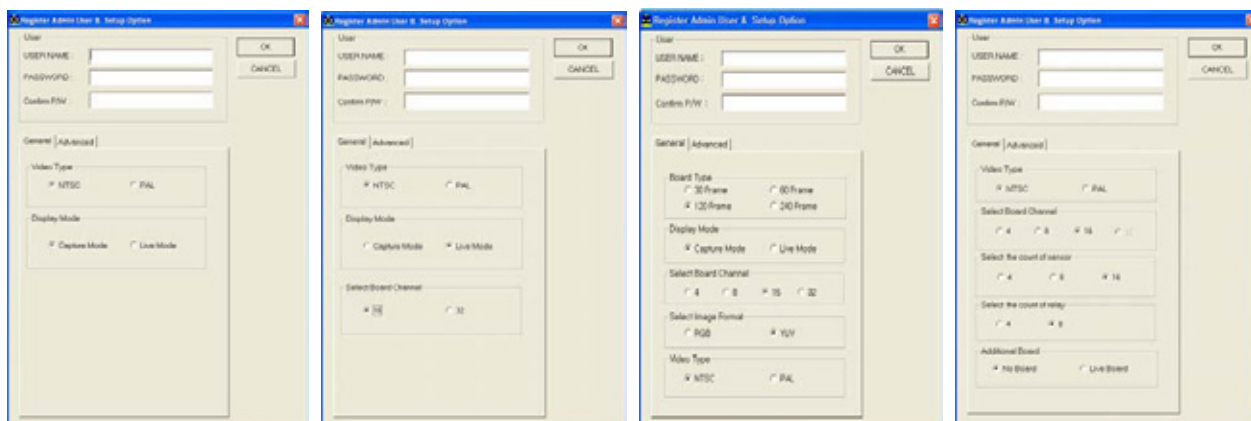 Register Admin User & Setup Option
User
USER NAME :
PASSWORD :
Confirm P/W :
OK
CANCEL
General Advanced
Video Type
NTSC PAL
Display Mode
Capture Mode Live Mode
Register Admin User & Setup Option
User
USER NAME :
PASSWORD :
Confirm P/W :
OK
CANCEL
General Advanced
Video Type
NTSC PAL
Display Mode
Capture Mode Live Mode
Select Board Channel
16 32
Register Admin User & Setup Option
User
USER NAME :
PASSWORD :
Confirm P/W :
OK
CANCEL
General Advanced
Board Type
30 Frame 60 Frame
120 Frame 240 Frame
Display Mode
Capture Mode Live Mode
Select Board Channel
4 8 16 32
Select Image Format
RGB YUV
Video Type
NTSC PAL
Register Admin User & Setup Option
User
USER NAME :
PASSWORD :
Confirm P/W :
OK
CANCEL
General Advanced
Video Type
NTSC PAL
Select Board Channel
4 8 16
Select the count of sensor
4 8 16
Select the count of relay
4 8
Additional Board
No Board Live Board